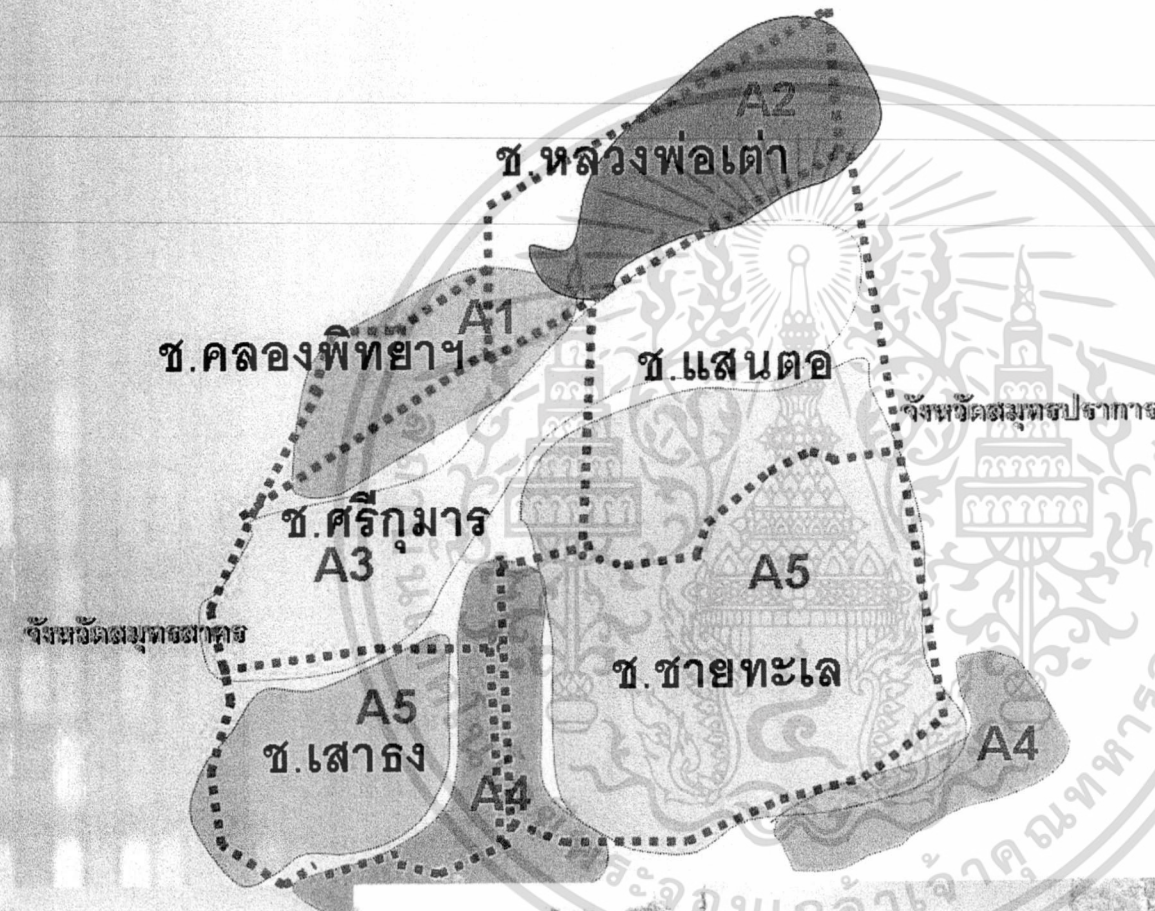 A2
ช.หลวงพ่อเต่า
A1
ช.คลองพิทยาฯ
ช.แสนตอ
จังหวัดสมุทรปราการ
ช.ศรีกุมาร
A3
A5
จังหวัดสมุทรสาคร
ช.ชายทะเล
A5
ช.เสาธง
A4
A4